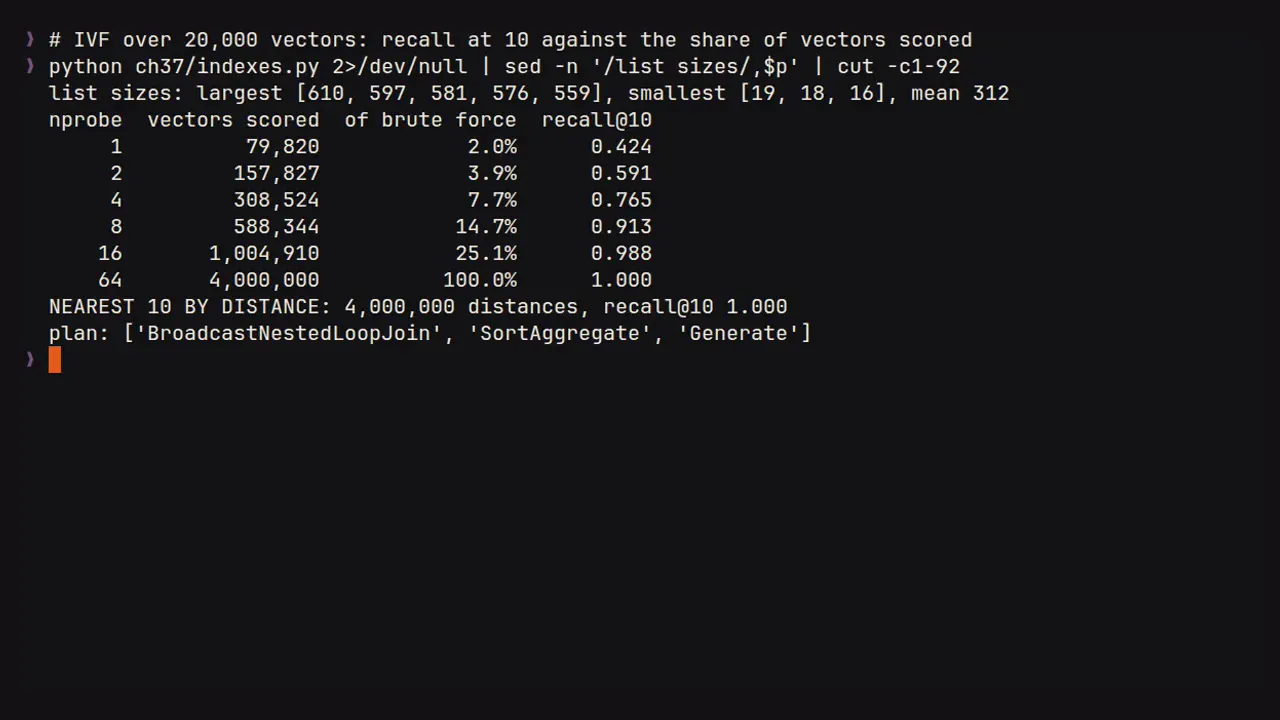 ❯ # IVF over 20,000 vectors: recall at 10 against the share of vectors scored
❯ python ch37/indexes.py 2>/dev/null | sed -n '/list sizes/,$p' | cut -c1-92
list sizes: largest [610, 597, 581, 576, 559], smallest [19, 18, 16], mean 312
nprobe  vectors scored  of brute force  recall@10
     1          79,820            2.0%      0.424
     2         157,827            3.9%      0.591
     4         308,524            7.7%      0.765
     8         588,344           14.7%      0.913
    16       1,004,910           25.1%      0.988
    64       4,000,000          100.0%      1.000
NEAREST 10 BY DISTANCE: 4,000,000 distances, recall@10 1.000
plan: ['BroadcastNestedLoopJoin', 'SortAggregate', 'Generate']
❯